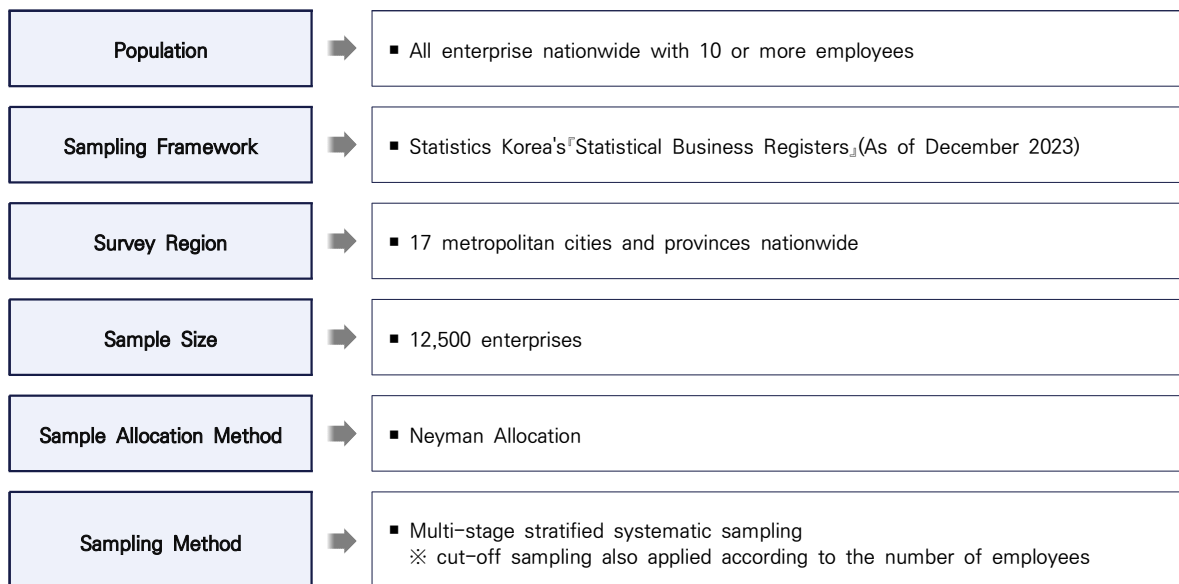 Population
■ All enterprise nationwide with 10 or more employees
Sampling Framework
■ Statistics Korea's『Statistical Business Registers』(As of December 2023)
Survey Region
■ 17 metropolitan cities and provinces nationwide
Sample Size
■ 12,500 enterprises
Sample Allocation Method
■ Neyman Allocation
Sampling Method
■ Multi-stage stratified systematic sampling
※ cut-off sampling also applied according to the number of employees